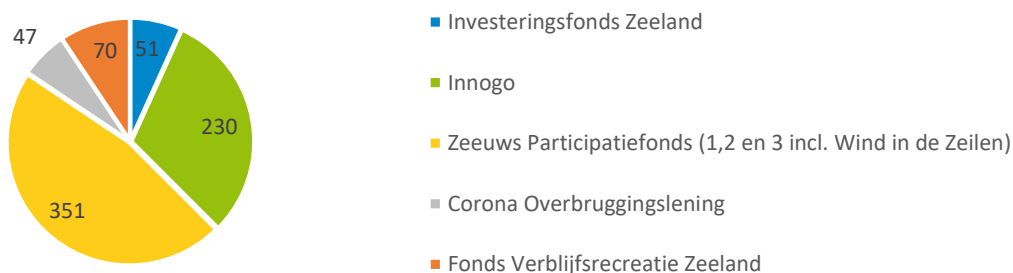 47
70
51
230
351
Investeringsfonds Zeeland
Innogo
Zeeuws Participatiefonds (1,2 en 3 incl. Wind in de Zeilen)
Corona Overbruggingslening
Fonds Verblijfsrecreatie Zeeland